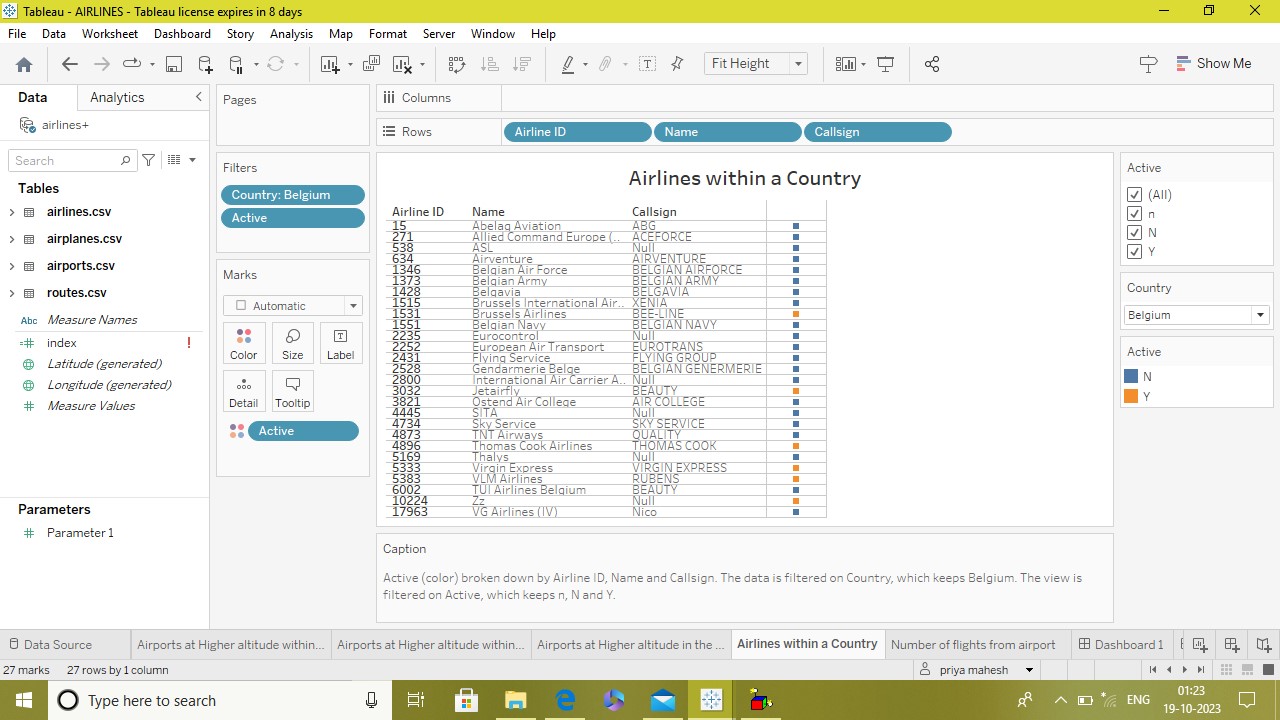 Tableau - AIRLINES - Tableau license expires in 8 days
File Data Worksheet Dashboard Story Analysis Map Format Server Window Help
Fit Height
Show Me
Data Analytics
airlines+
Search
Tables
airlines.csv
airplanes.csv
airports.csv
routes.csv
Abc Measure Names
index !
Latitude (generated)
Longitude (generated)
Measure Values
Parameters
Parameter 1
Pages
Filters
Country: Belgium
Active
Marks
Automatic
Color Size Label
Detail Tooltip
Active
Columns
Rows Airline ID Name Callsign
Airlines within a Country
Airline ID Name Callsign
15 Abelag Aviation ABG
271 Allied Command Europe (.. ACEFORCE
538 ASL Null
634 Airventure AIRVENTURE
1346 Belgian Air Force BELGIAN AIRFORCE
1373 Belgian Army BELGIAN ARMY
1428 Belgavia BELGAVIA
1515 Brussels International Air.. XENIA
1531 Brussels Airlines BEE-LINE
1551 Belgian Navy BELGIAN NAVY
2235 Eurocontrol Null
2252 European Air Transport EUROTRANS
2431 Flying Service FLYING GROUP
2528 Gendarmerie Belge BELGIAN GENERMERIE
2800 International Air Carrier A.. Null
3032 Jetairfly BEAUTY
3821 Ostend Air College AIR COLLEGE
4445 SITA Null
4734 Sky Service SKY SERVICE
4873 TNT Airways QUALITY
4896 Thomas Cook Airlines THOMAS COOK
5169 Thalys Null
5333 Virgin Express VIRGIN EXPRESS
5383 VLM Airlines RUBENS
6002 TUI Airlines Belgium BEAUTY
10224 Zz Null
17963 VG Airlines (IV) Nico
Caption
Active (color) broken down by Airline ID, Name and Callsign. The data is filtered on Country, which keeps Belgium. The view is
filtered on Active, which keeps n, N and Y.
Active
(All)
n
N
Y
Country
Belgium
Active
N
Y
Data Source Airports at Higher altitude within... Airports at Higher altitude within... Airports at Higher altitude in the ... Airlines within a Country Number of flights from airport Dashboard 1
27 marks 27 rows by 1 column priya mahesh
Type here to search
ENG
01:23
19-10-2023